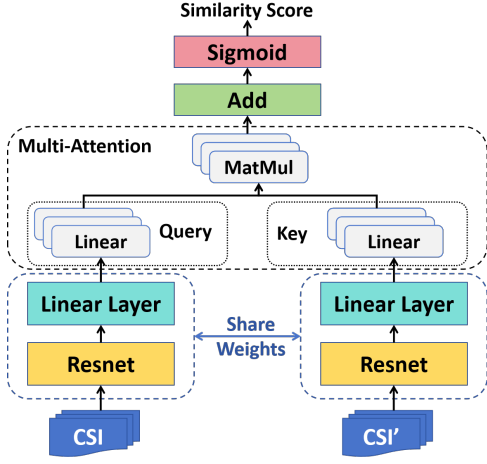 Similarity Score
Sigmoid
Add
Multi-Attention
MatMul
Linear
Query
Key
Linear
Linear Layer
Share
Weights
Linear Layer
Resnet
Resnet
CSI
CSI'